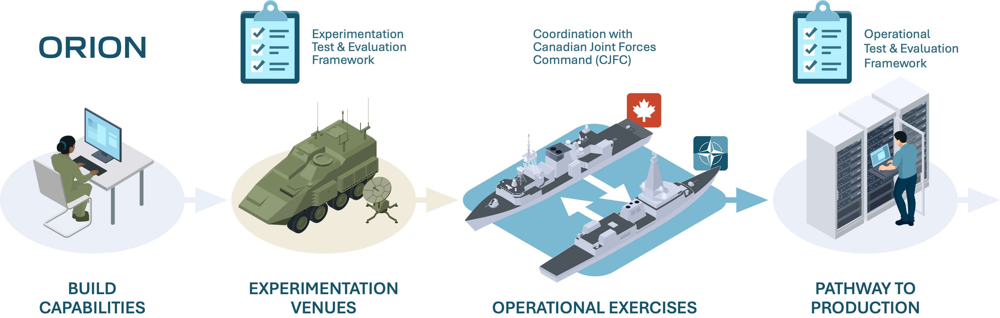 ORION
Experimentation
Test & Evaluation
Framework
Coordination with
Canadian Joint Forces
Command (CJFC)
Operational
Test & Evaluation
Framework
BUILD
CAPABILITIES
EXPERIMENTATION
VENUES
OPERATIONAL EXERCISES
PATHWAY TO
PRODUCTION